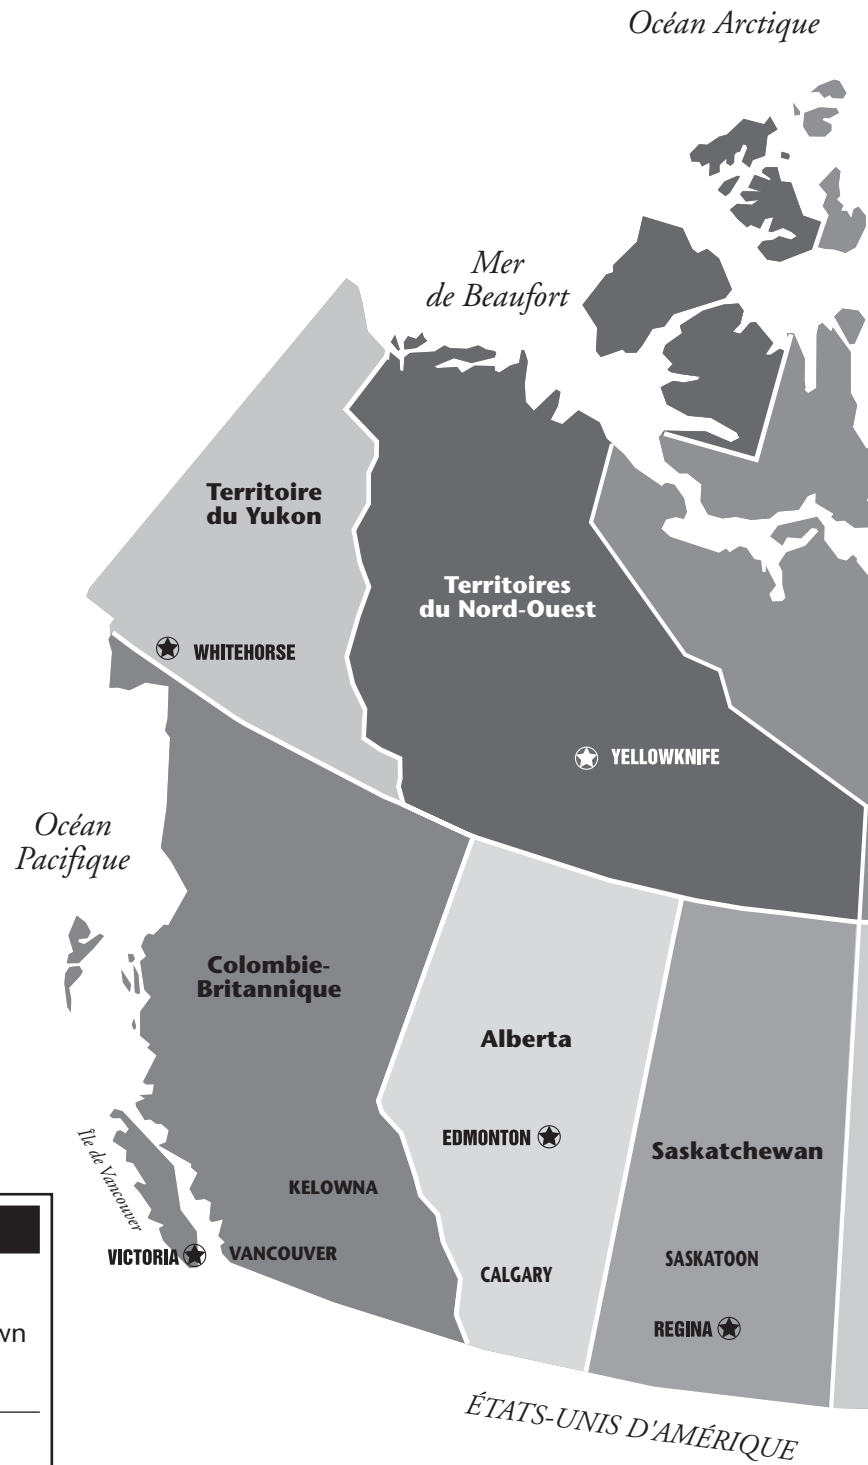 Océan Arctique
Mer
de Beaufort
Territoire
du Yukon
Territoires
du Nord-Ouest
WHITEHORSE
YELLOWKNIFE
Océan
Pacifique
Colombie-
Britannique
Alberta
EDMONTON
Saskatchewan
Île de Vancouver
KELOWNA
VICTORIA
VANCOUVER
CALGARY
SASKATOON
REGINA
wn
ÉTATS-UNIS D'AMÉRIQUE